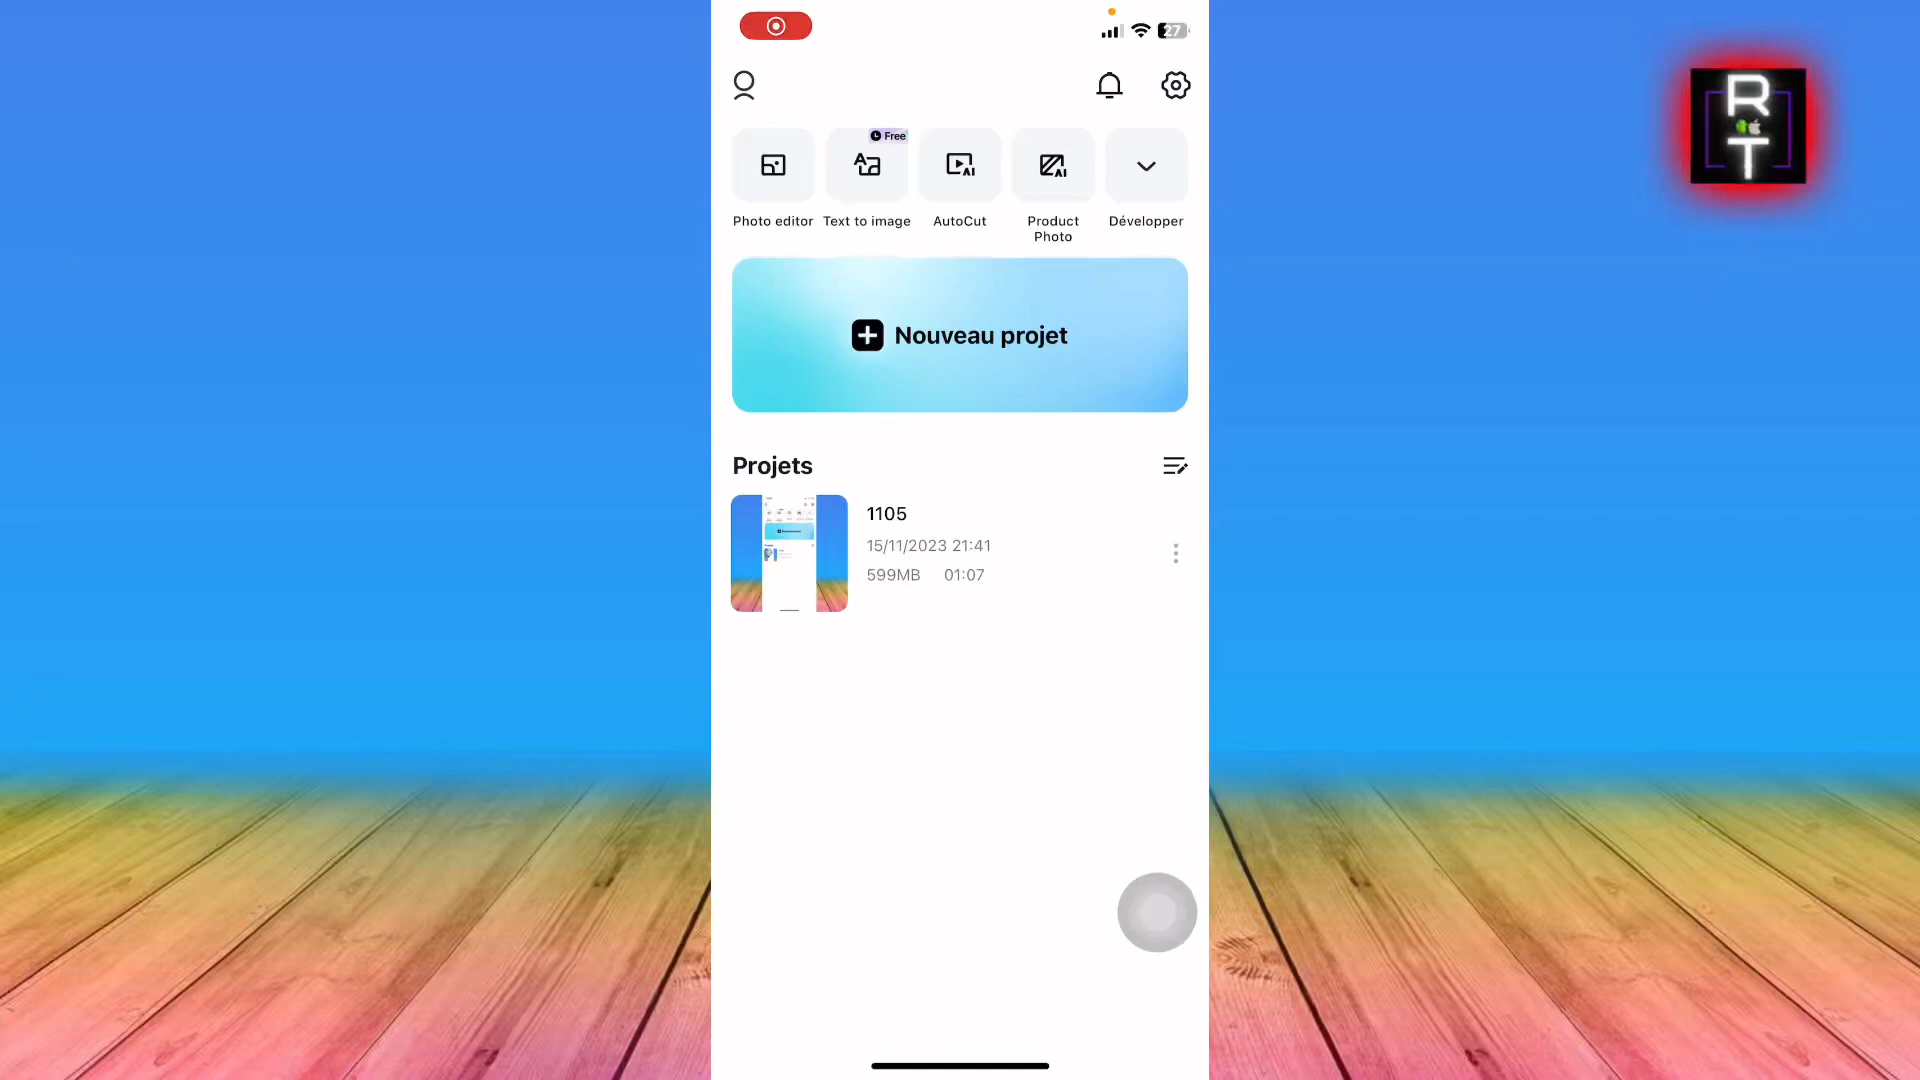 27
Free
Photo editor
Text to image
AutoCut
Product
Photo
Développer
Nouveau projet
Projets
1105
15/11/2023 21:41
599MB 01:07
R
T